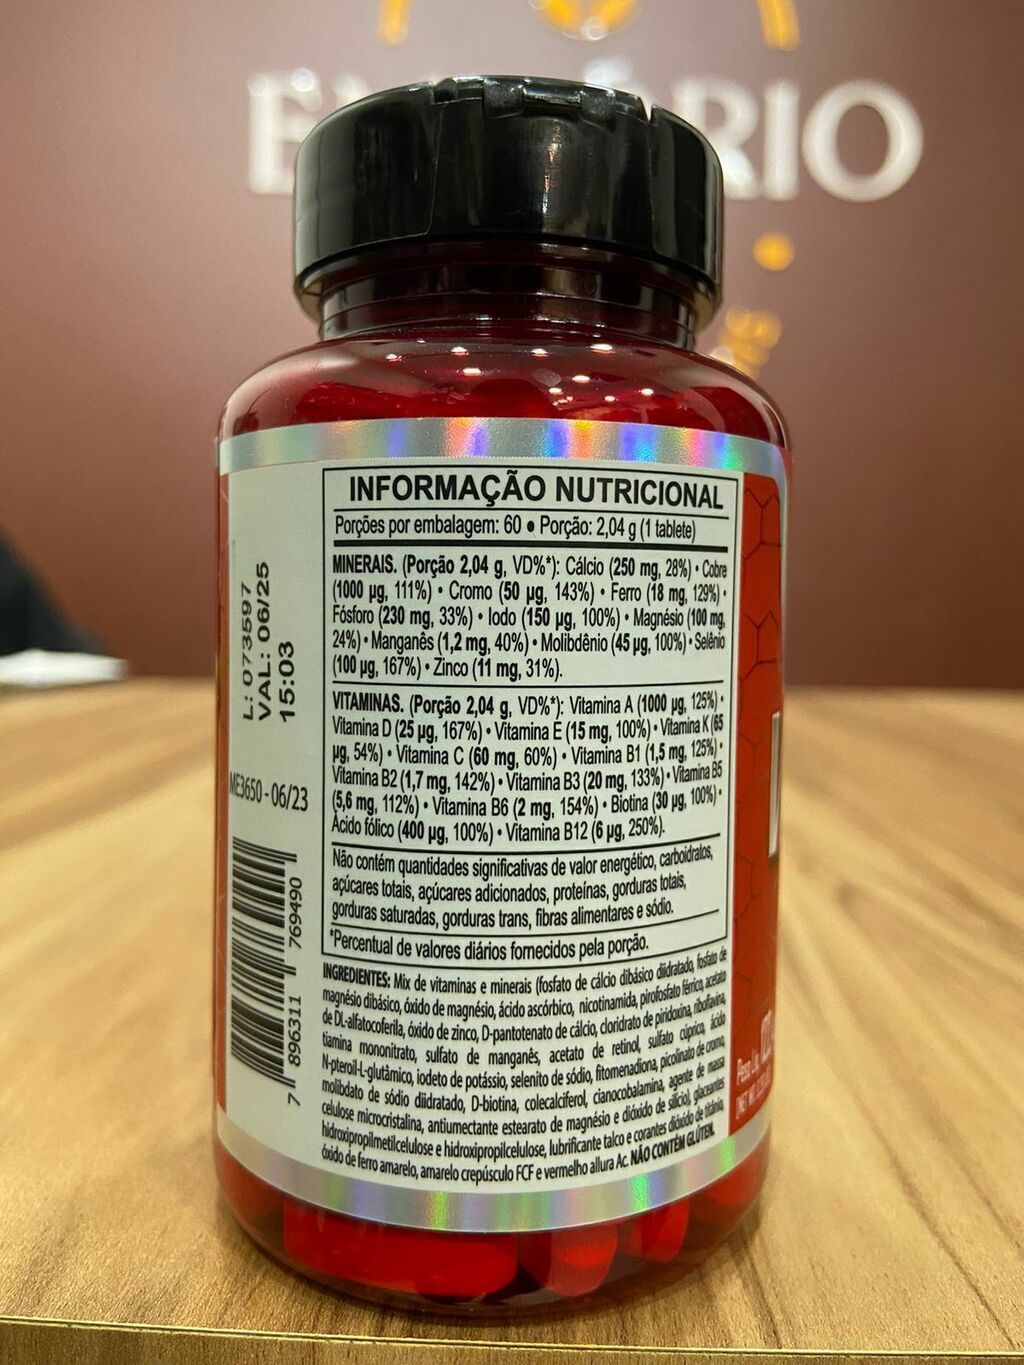 INFORMAÇÃO NUTRICIONAL
Porções por embalagem: 60 ● Porção: 2,04 g (1 tablete)
MINERAIS. (Porção 2,04 g, VD%*): Cálcio (250 mg, 28%) • Cobre
(1000 µg, 111%) • Cromo (50 µg, 143%) • Ferro (18 mg, 129%) •
Fósforo (230 mg, 33%) • Iodo (150 µg, 100%) • Magnésio (100 mg,
24%) • Manganês (1,2 mg, 40%) • Molibdênio (45 µg, 100%) • Selênio
(100 µg, 167%) • Zinco (11 mg, 31%).
VITAMINAS. (Porção 2,04 g, VD%*): Vitamina A (1000 µg, 125%) •
Vitamina D (25 µg, 167%) • Vitamina E (15 mg, 100%) • Vitamina K (65
µg, 54%) • Vitamina C (60 mg, 60%) • Vitamina B1 (1,5 mg, 125%) •
Vitamina B2 (1,7 mg, 142%) • Vitamina B3 (20 mg, 133%) • Vitamina B5
(5,6 mg, 112%) • Vitamina B6 (2 mg, 154%) • Biotina (30 µg, 100%) •
Ácido fólico (400 µg, 100%) • Vitamina B12 (6 µg, 250%).
Não contém quantidades significativas de valor energético, carboidratos,
açúcares totais, açúcares adicionados, proteínas, gorduras totais,
gorduras saturadas, gorduras trans, fibras alimentares e sódio.
*Percentual de valores diários fornecidos pela porção.
INGREDIENTES: Mix de vitaminas e minerais (fosfato de cálcio dibásico diidratado, fosfato de
magnésio dibásico, óxido de magnésio, ácido ascórbico, nicotinamida, pirofosfato férrico, acetato
de DL-alfatocoferila, óxido de zinco, D-pantotenato de cálcio, cloridrato de piridoxina, riboflavina,
tiamina mononitrato, sulfato de manganês, acetato de retinol, sulfato cúprico, ácido
N-pteroil-L-glutâmico, iodeto de potássio, selenito de sódio, fitomenadiona, picolinato de cromo,
molibdato de sódio diidratado, D-biotina, colecalciferol, cianocobalamina, agente de massa
celulose microcristalina, antiumectante estearato de magnésio e dióxido de silício), glaceantes
hidroxipropilmetilcelulose e hidroxipropilcelulose, lubrificante talco e corantes dióxido de titânio,
óxido de ferro amarelo, amarelo crepúsculo FCF e vermelho allura Ac. NÃO CONTÉM GLÚTEN.
L: 073597
VAL: 06/25
15:03
ME3650 - 06/23
7 896311 769490